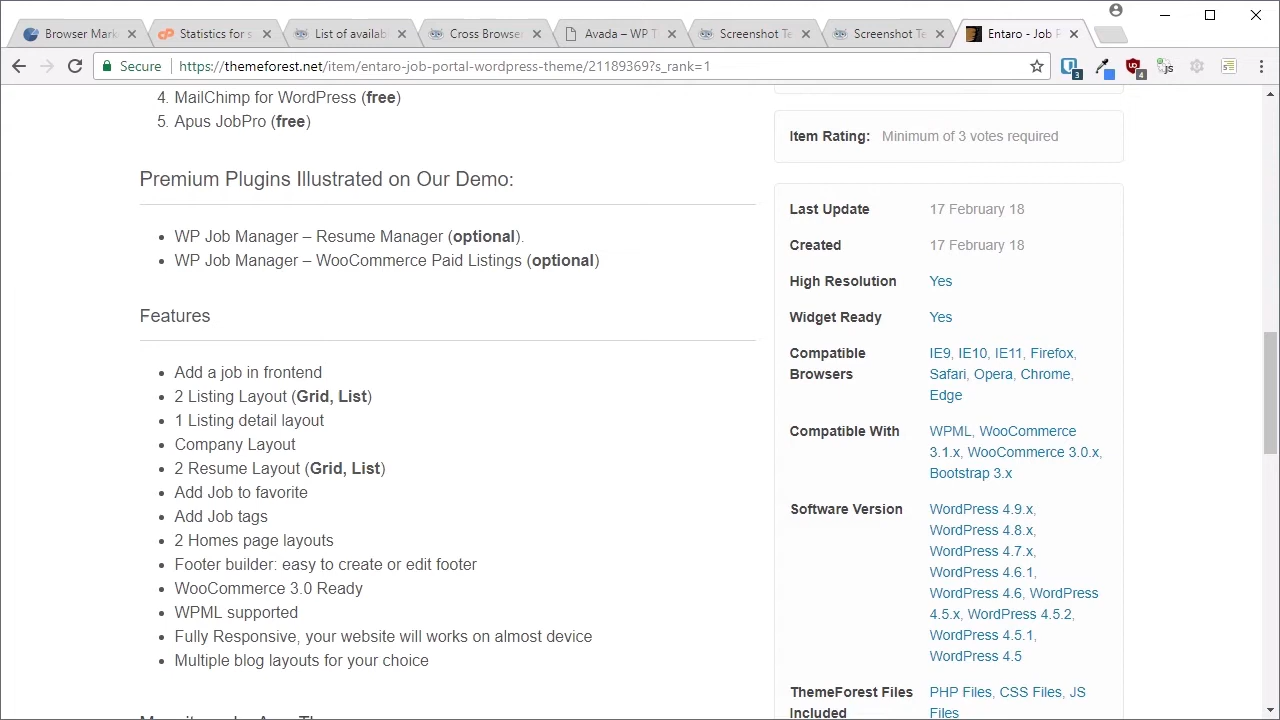 Browser Mark
Statistics for s
List of availab
Cross Browser
Avada – WP T
Screenshot Te
Screenshot Te
Entaro - Job P
Secure
https://themeforest.net/item/entaro-job-portal-wordpress-theme/21189369?s_rank=1
3
4
js
4. MailChimp for WordPress (free)
5. Apus JobPro (free)
Premium Plugins Illustrated on Our Demo:
• WP Job Manager – Resume Manager (optional).
• WP Job Manager – WooCommerce Paid Listings (optional)
Features
• Add a job in frontend
• 2 Listing Layout (Grid, List)
• 1 Listing detail layout
• Company Layout
• 2 Resume Layout (Grid, List)
• Add Job to favorite
• Add Job tags
• 2 Homes page layouts
• Footer builder: easy to create or edit footer
• WooCommerce 3.0 Ready
• WPML supported
• Fully Responsive, your website will works on almost device
• Multiple blog layouts for your choice
Item Rating: Minimum of 3 votes required
Last Update 17 February 18
Created 17 February 18
High Resolution Yes
Widget Ready Yes
Compatible Browsers
IE9, IE10, IE11, Firefox,
Safari, Opera, Chrome,
Edge
Compatible With
WPML, WooCommerce
3.1.x, WooCommerce 3.0.x,
Bootstrap 3.x
Software Version
WordPress 4.9.x,
WordPress 4.8.x,
WordPress 4.7.x,
WordPress 4.6.1,
WordPress 4.6, WordPress
4.5.x, WordPress 4.5.2,
WordPress 4.5.1,
WordPress 4.5
ThemeForest Files Included
PHP Files, CSS Files, JS
Files